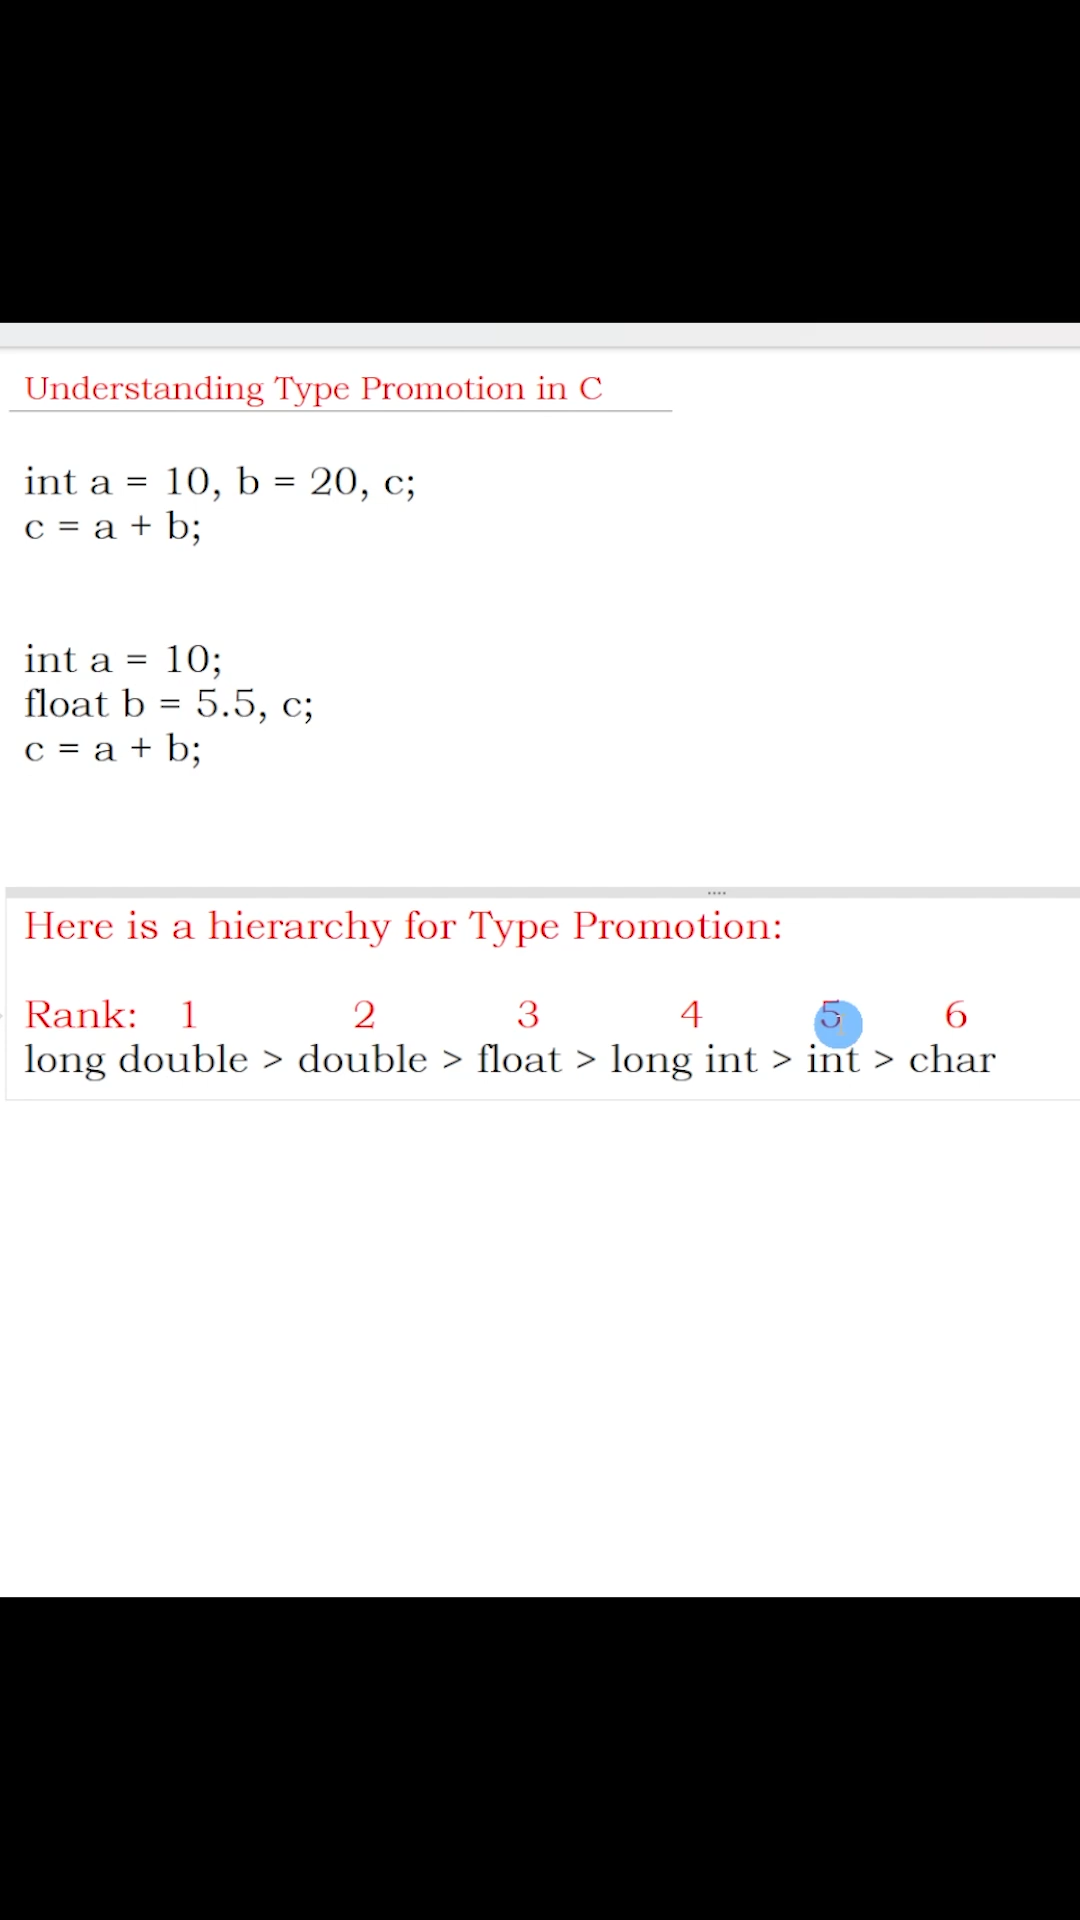 Understanding Type Promotion in C
int a = 10, b = 20, c;
c = a + b;
int a = 10;
float b = 5.5, c;
c = a + b;
Here is a hierarchy for Type Promotion:
Rank: 1 2 3 4 5 6
long double > double > float > long int > int > char